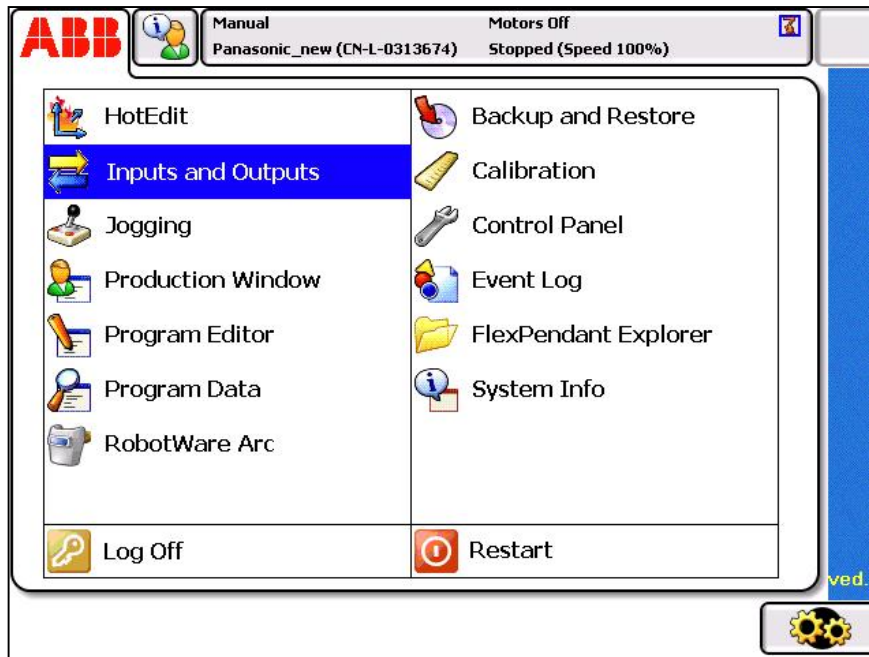 ABB
Manual
Motors Off
Panasonic_new (CN-L-0313674)
Stopped (Speed 100%)
HotEdit
Inputs and Outputs
Jogging
Production Window
Program Editor
Program Data
RobotWare Arc
Backup and Restore
Calibration
Control Panel
Event Log
FlexPendant Explorer
System Info
Log Off
Restart
ved.